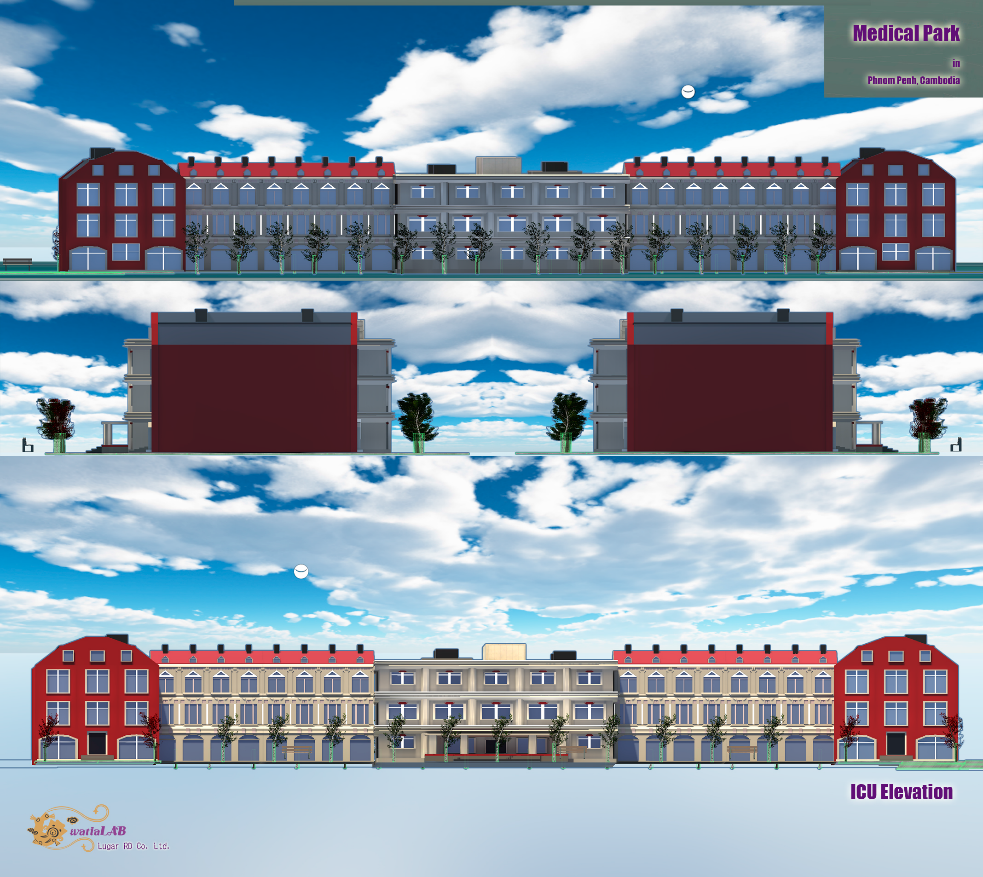 Medical Park
in
Phnom Penh, Cambodia
ICU Elevation
watiaLAB
Lugar RD Co. Ltd.